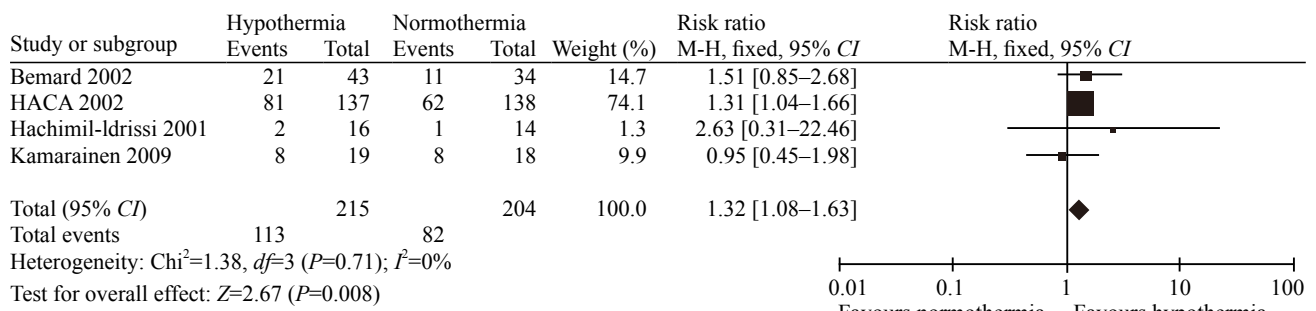 Hypothermia Normothermia Risk ratio Risk ratio
Study or subgroup Events Total Events Total Weight (%) M-H, fixed, 95% CI M-H, fixed, 95% CI
Bemard 2002 21 43 11 34 14.7 1.51 [0.85–2.68]
HACA 2002 81 137 62 138 74.1 1.31 [1.04–1.66]
Hachimil-ldrissi 2001 2 16 1 14 1.3 2.63 [0.31–22.46]
Kamarainen 2009 8 19 8 18 9.9 0.95 [0.45–1.98]
Total (95% CI) 215 204 100.0 1.32 [1.08–1.63]
Total events 113 82
Heterogeneity: Chi²=1.38, df=3 (P=0.71); I²=0%
Test for overall effect: Z=2.67 (P=0.008)
0.01 0.1 1 10 100
Favours normothermia Favours hypothermia